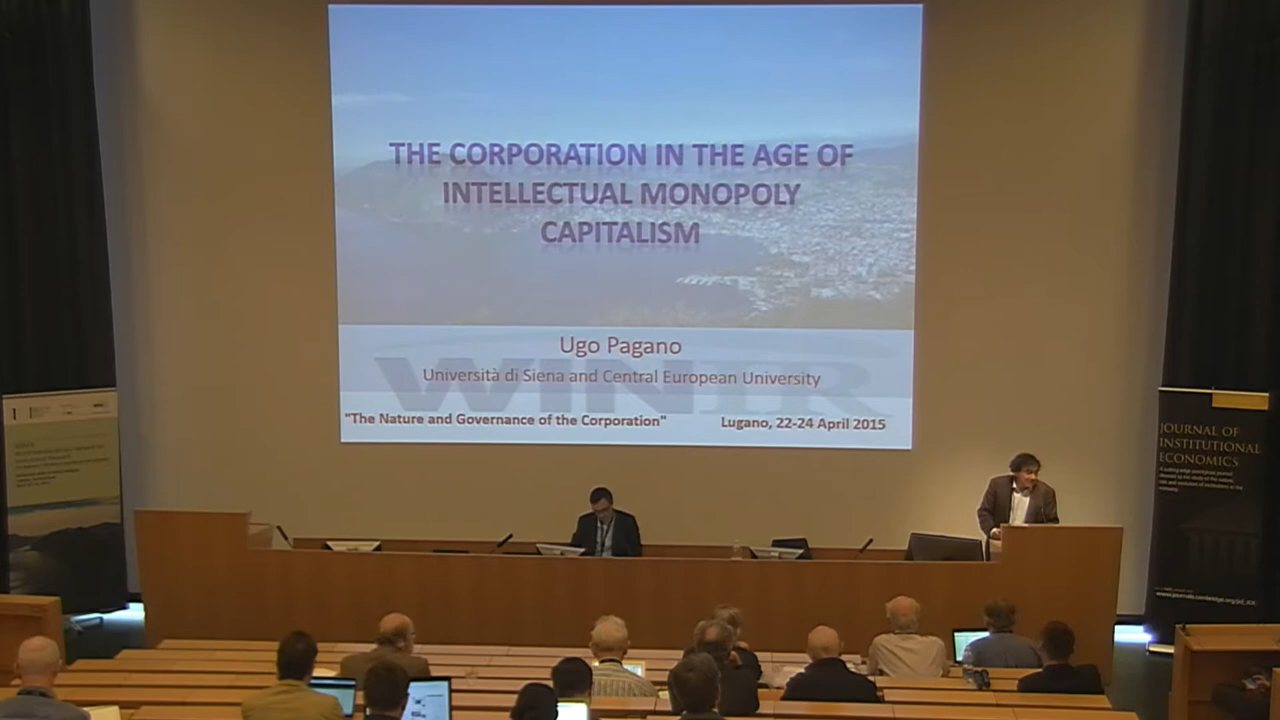 THE CORPORATION IN THE AGE OF
INTELLECTUAL MONOPOLY
CAPITALISM
Ugo Pagano
WINIR
Università di Siena and Central European University
"The Nature and Governance of the Corporation" Lugano, 22-24 April 2015
JOURNAL OF
INSTITUTIONAL
ECONOMICS